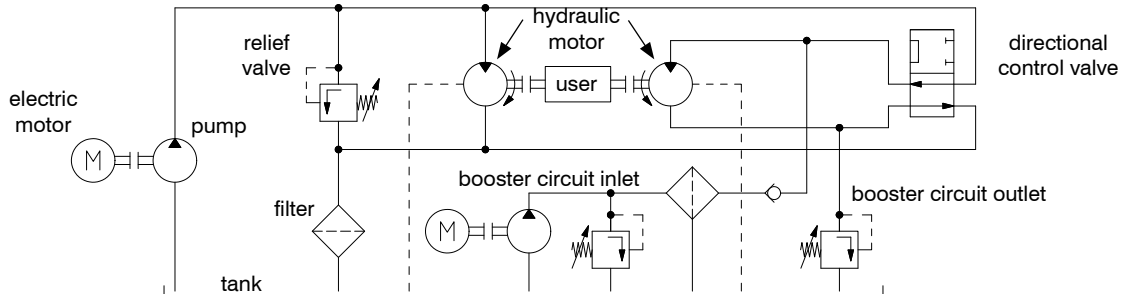 hydraulic
motor
relief
valve
directional
control valve
electric
motor
pump
user
M
booster circuit inlet
booster circuit outlet
filter
M
tank